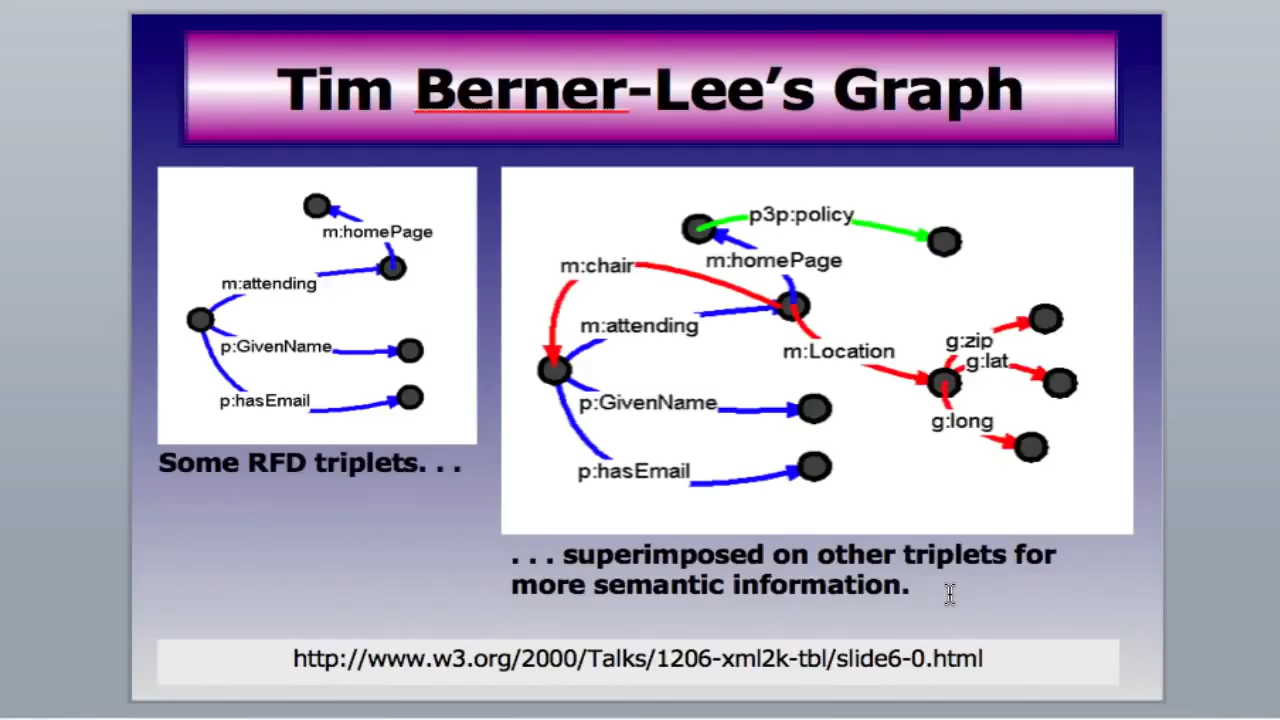 Tim Berner-Lee’s Graph
m:homePage
m:attending
p:GivenName
p:hasEmail
Some RFD triplets. . .
p3p:policy
m:homePage
m:chair
m:attending
m:Location
g:zip
g:lat
g:long
p:GivenName
p:hasEmail
. . . superimposed on other triplets for
more semantic information.
http://www.w3.org/2000/Talks/1206-xml2k-tbl/slide6-0.html